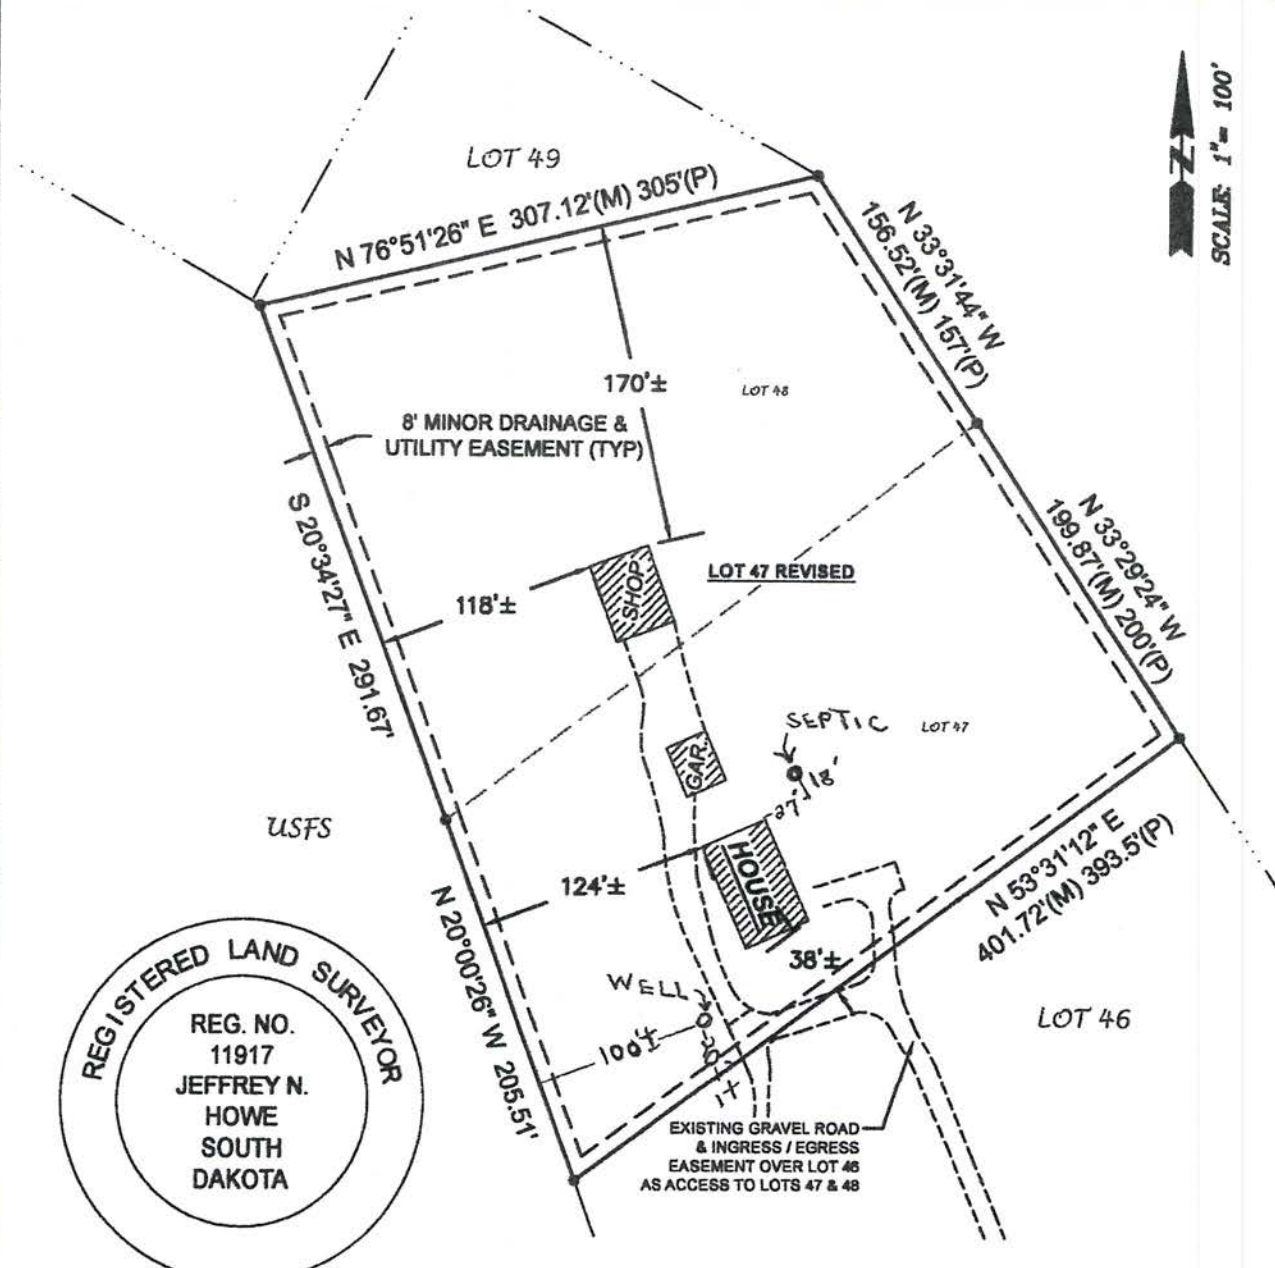 SCALE: 1"= 100'
N
LOT 49
N 76°51'26" E 307.12'(M) 305'(P)
N 33°31'44" W
156.52'(M) 157'(P)
170'±
LOT 48
8' MINOR DRAINAGE &
UTILITY EASEMENT (TYP)
S 20°34'27" E 291.67'
N 33°29'24" W
199.87'(M) 200'(P)
LOT 47 REVISED
SHOP
118'±
SEPTIC
LOT 47
GAR.
18'
27'
USFS
HOUSE
124'±
N 53°31'12" E
401.72'(M) 393.5'(P)
38'±
WELL
N 20°00'26" W 205.51'
100'±
LOT 46
EXISTING GRAVEL ROAD
& INGRESS / EGRESS
EASEMENT OVER LOT 46
AS ACCESS TO LOTS 47 & 48
REGISTERED LAND SURVEYOR
REG. NO.
11917
JEFFREY N.
HOWE
SOUTH
DAKOTA